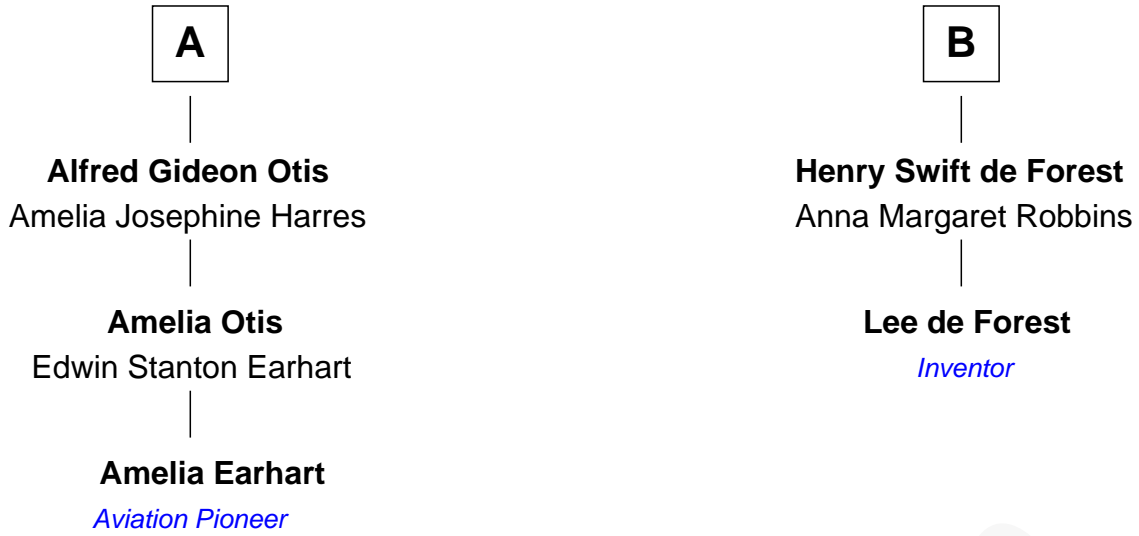 A
Alfred Gideon Otis
Amelia Josephine Harres
Amelia Otis
Edwin Stanton Earhart
Amelia Earhart
Aviation Pioneer
B
Henry Swift de Forest
Anna Margaret Robbins
Lee de Forest
Inventor